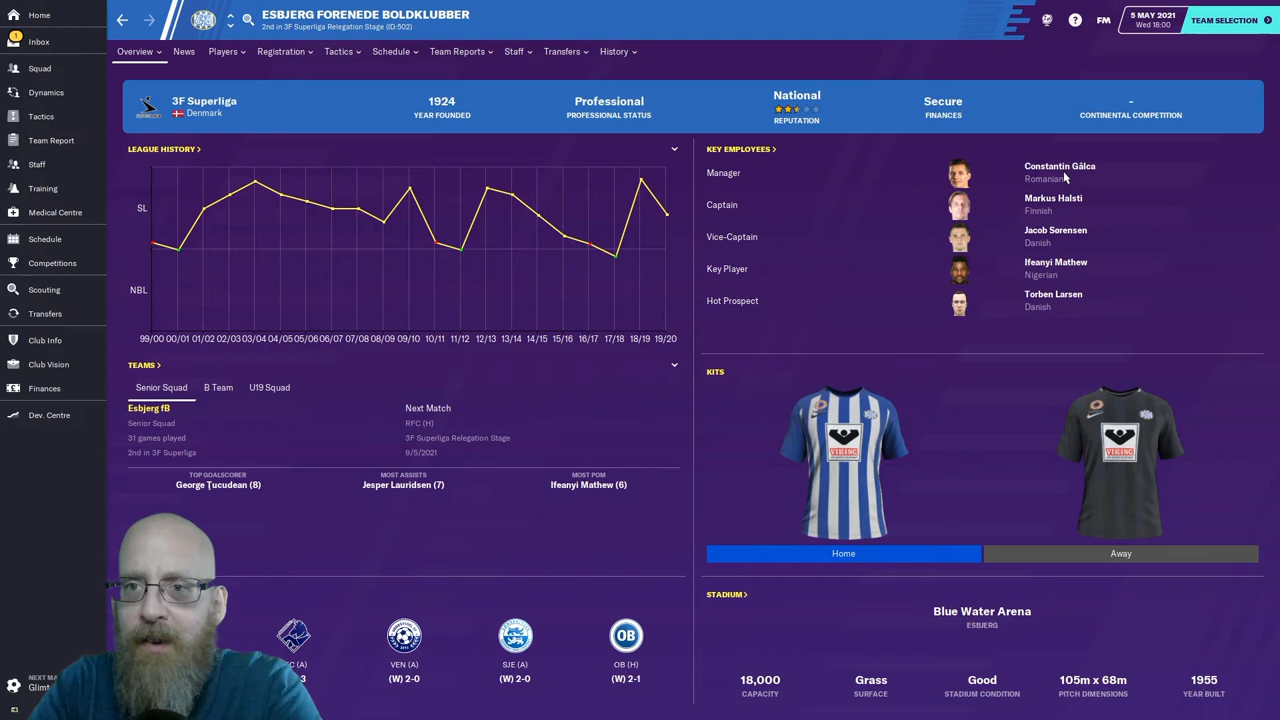 Home
ESBJERG FORENEDE BOLDKLUBBER
2nd in 3F Superliga Relegation Stage (ID:502)
FM
5 MAY 2021
Wed 18:00
TEAM SELECTION
1
Inbox
Squad
Dynamics
Tactics
Team Report
Staff
Training
Medical Centre
Schedule
Competitions
Scouting
Transfers
Club Info
Club Vision
Finances
Dev. Centre
NEXT MA
Glimt
Overview
News
Players
Registration
Tactics
Schedule
Team Reports
Staff
Transfers
History
3F Superliga
Denmark
1924
YEAR FOUNDED
Professional
PROFESSIONAL STATUS
National
REPUTATION
Secure
FINANCES
-
CONTINENTAL COMPETITION
LEAGUE HISTORY >
SL
NBL
99/00 00/01 01/02 02/03 03/04 04/05 05/06 06/07 07/08 08/09 09/10 10/11 11/12 12/13 13/14 14/15 15/16 16/17 17/18 18/19 19/20
TEAMS >
Senior Squad B Team U19 Squad
Esbjerg fB
Senior Squad
31 games played
2nd in 3F Superliga
Next Match
RFC (H)
3F Superliga Relegation Stage
9/5/2021
TOP GOALSCORER
George Țucudean (8)
MOST ASSISTS
Jesper Lauridsen (7)
MOST POM
Ifeanyi Mathew (6)
OB
(A)
VEN (A)
SJE (A)
OB (H)
3
(W) 2-0
(W) 2-0
(W) 2-1
KEY EMPLOYEES >
Manager
Constantin Gâlca
Romanian
Captain
Markus Halsti
Finnish
Vice-Captain
Jacob Sørensen
Danish
Key Player
Ifeanyi Mathew
Nigerian
Hot Prospect
Torben Larsen
Danish
KITS
VIKING
VIKING
Home
Away
STADIUM >
Blue Water Arena
ESBJERG
18,000
CAPACITY
Grass
SURFACE
Good
STADIUM CONDITION
105m x 68m
PITCH DIMENSIONS
1955
YEAR BUILT